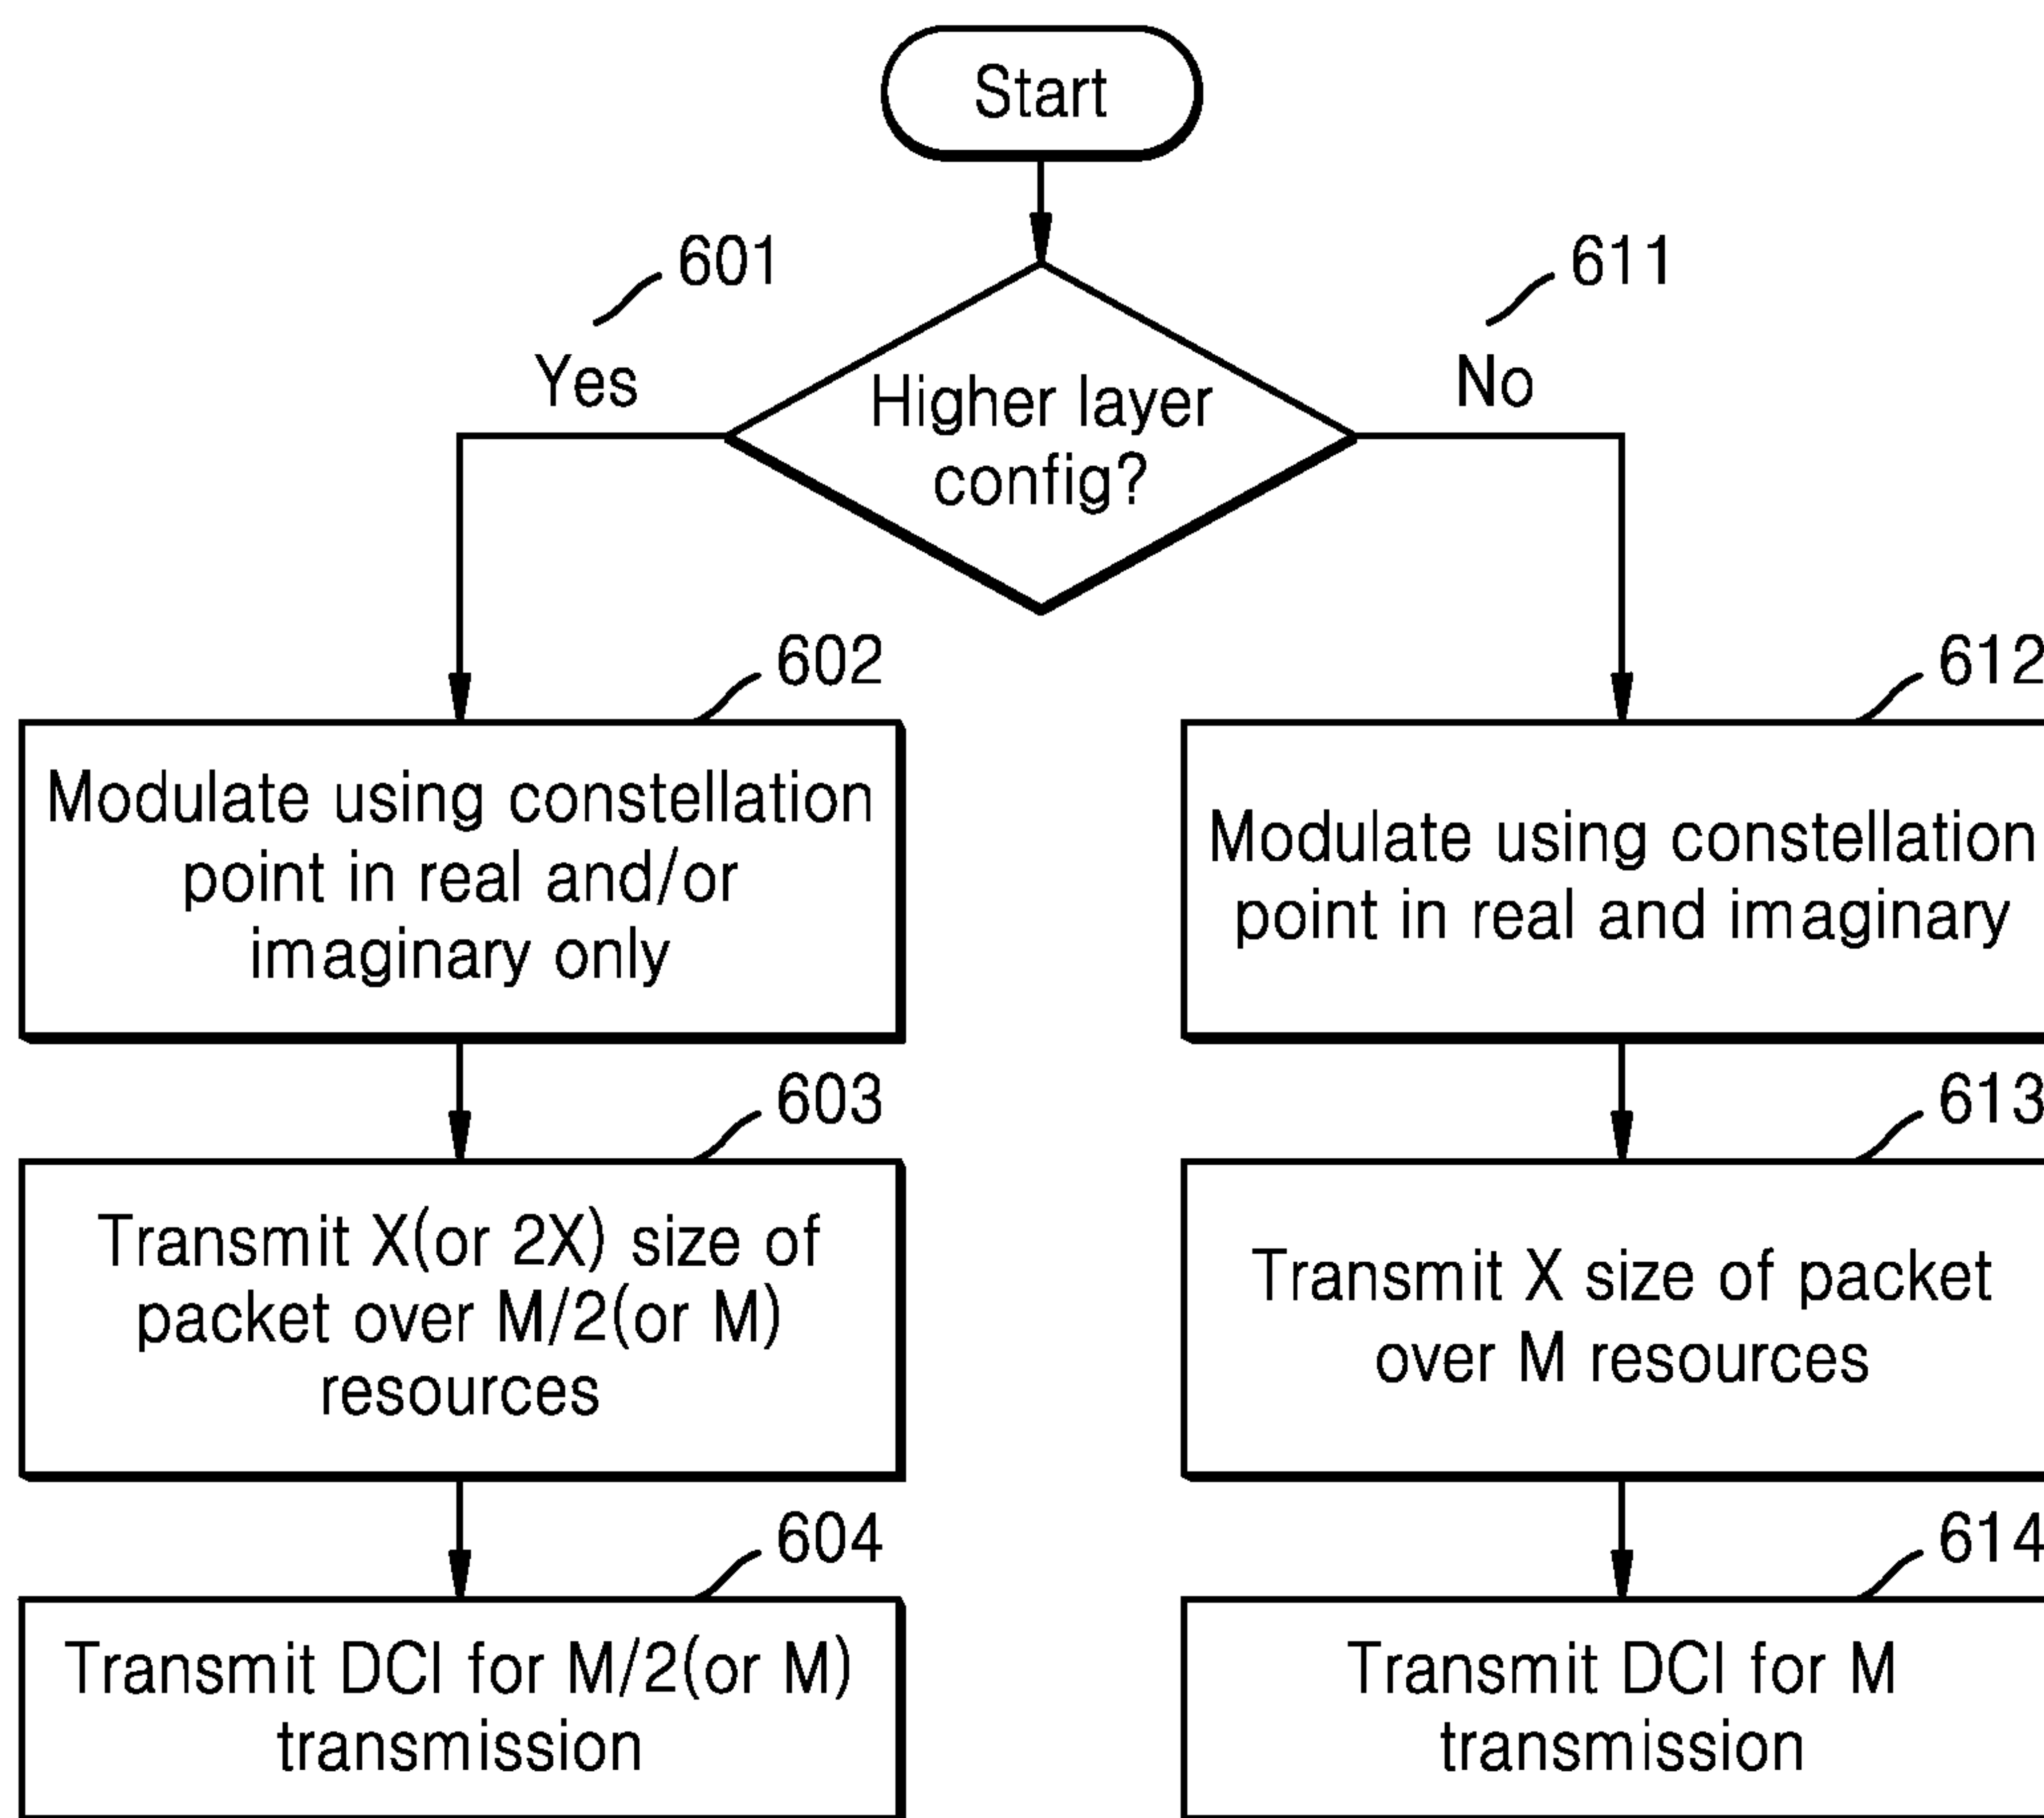 Start
601
611
Yes
No
Higher layer
config?
602
Modulate using constellation
point in real and/or
imaginary only
612
Modulate using constellation
point in real and imaginary
603
Transmit X(or 2X) size of
packet over M/2(or M)
resources
613
Transmit X size of packet
over M resources
604
Transmit DCI for M/2(or M)
transmission
614
Transmit DCI for M
transmission